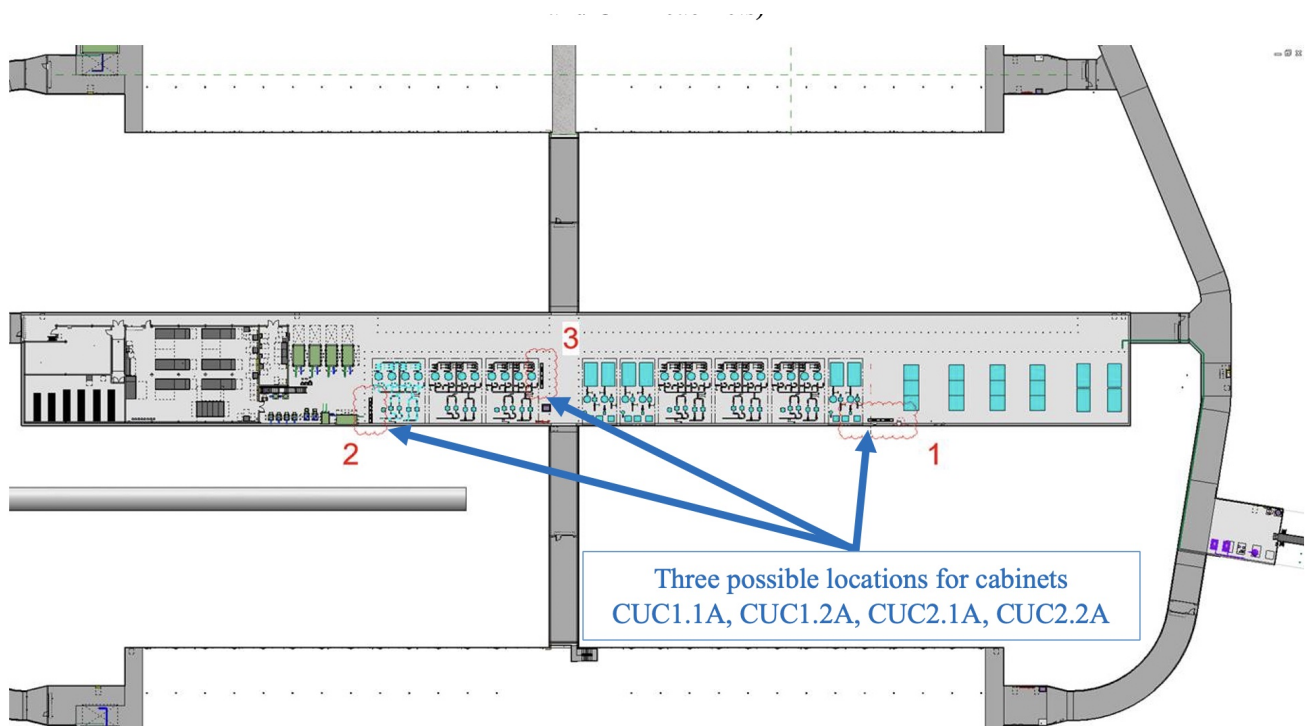 3
2
1
Three possible locations for cabinets
CUC1.1A, CUC1.2A, CUC2.1A, CUC2.2A